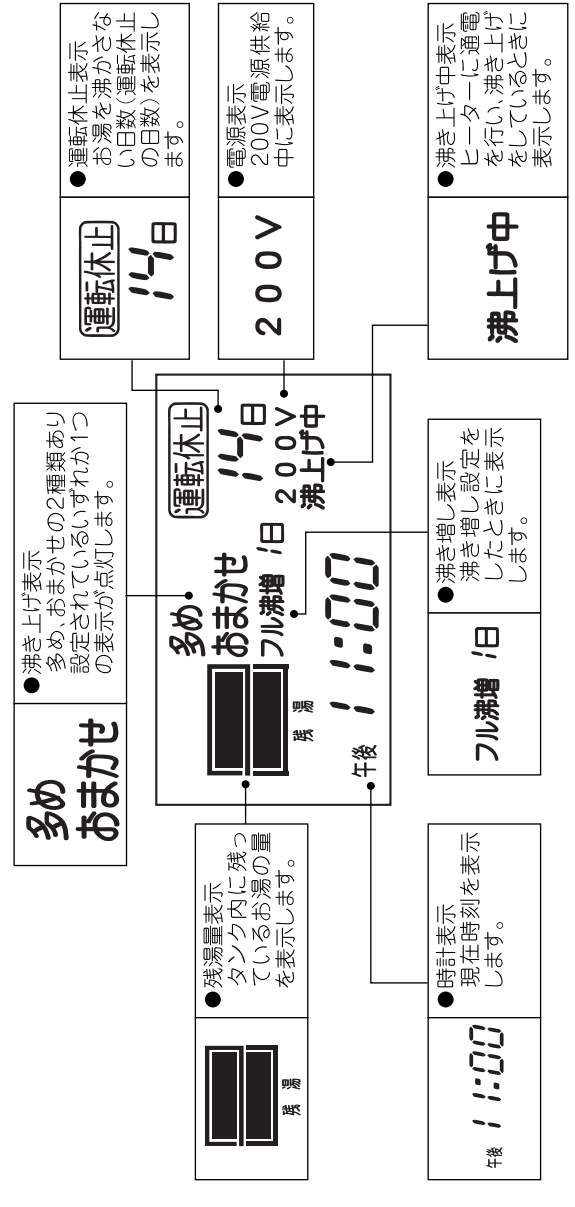 多め
おまかせ
●沸き上げ表示
多め、おまかせの2種類あり
設定されているいずれか1つ
の表示が点灯します。
運転休止
14日
●運転休止表示
お湯を沸かさな
い日数(運転休止
の日数)を表示し
ます。
200V
●電源表示
200V電源供給
中に表示します。
残湯
●残湯量表示
タンク内に残っ
ているお湯の量
を表示します。
多め
おまかせ
フル沸増 1日
運転休止
14日
200V
沸上げ中
残湯
午後 11:00
午後 11:00
●時計表示
現在時刻を表示
します。
フル沸増 1日
●沸き増し表示
沸き増し設定を
したときに表示
します。
沸上げ中
●沸き上げ中表示
ヒーターに通電
を行い、沸き上げ
をしているときに
表示します。